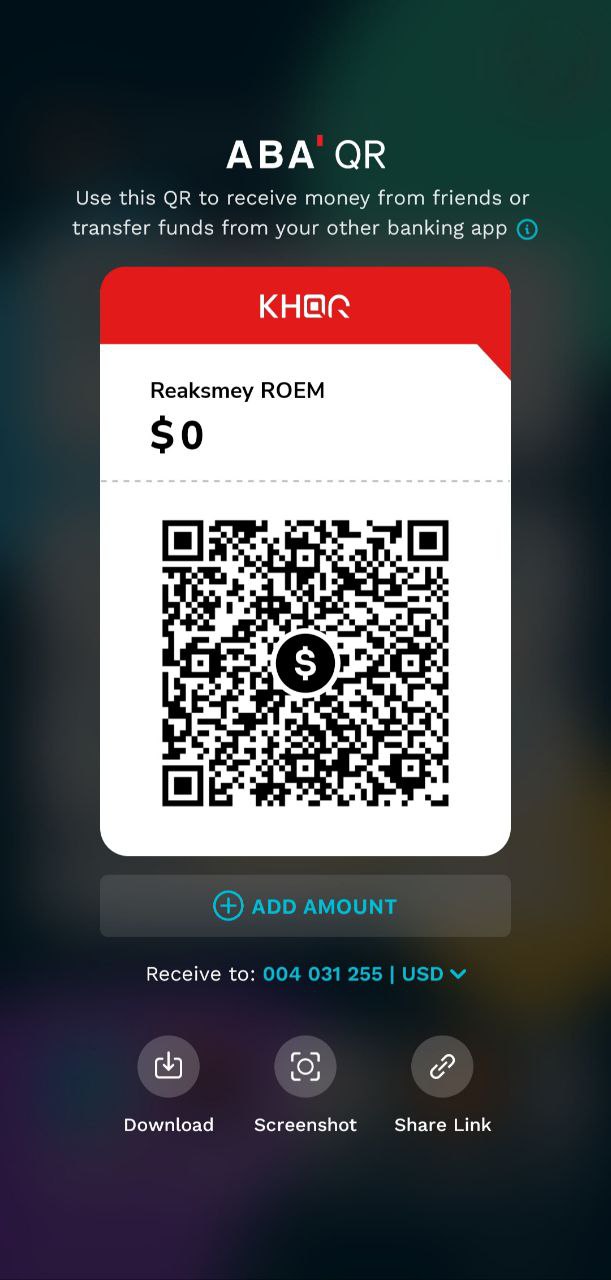 ABA' QR
Use this QR to receive money from friends or
transfer funds from your other banking app
KHQR
Reaksmey ROEM
$ 0
$
ADD AMOUNT
Receive to: 004 031 255 | USD
Download
Screenshot
Share Link